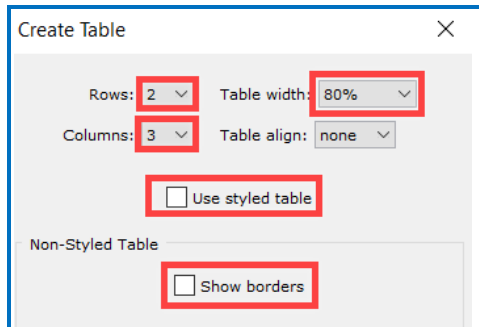 Create Table
Rows: 2 Table width: 80%
Columns: 3 Table align: none
Use styled table
Non-Styled Table
Show borders